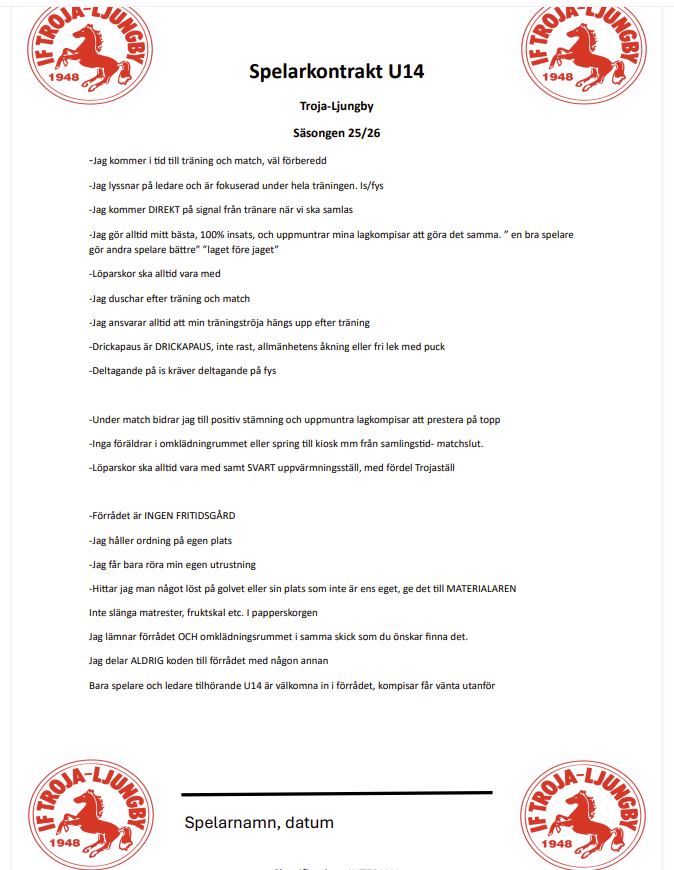 IF TROJA-LJUNGBY
1948
IF TROJA-LJUNGBY
1948
Spelarkontrakt U14
Troja-Ljungby
Säsongen 25/26
-Jag kommer i tid till träning och match, väl förberedd
-Jag lyssnar på ledare och är fokuserad under hela träningen. Is/fys
-Jag kommer DIREKT på signal från tränare när vi ska samlas
-Jag gör alltid mitt bästa, 100% insats, och uppmuntrar mina lagkompisar att göra det samma. ” en bra spelare
gör andra spelare bättre” ”laget före jaget”
-Löparskor ska alltid vara med
-Jag duschar efter träning och match
-Jag ansvarar alltid att min träningströja hängs upp efter träning
-Drickapaus är DRICKAPAUS, inte rast, allmänhetens åkning eller fri lek med puck
-Deltagande på is kräver deltagande på fys
-Under match bidrar jag till positiv stämning och uppmuntra lagkompisar att prestera på topp
-Inga föräldrar i omklädningrummet eller spring till kiosk mm från samlingstid- matchslut.
-Löparskor ska alltid vara med samt SVART uppvärmningsställ, med fördel Trojaställ
-Förrådet är INGEN FRITIDSGÅRD
-Jag håller ordning på egen plats
-Jag får bara röra min egen utrustning
-Hittar jag man något löst på golvet eller sin plats som inte är ens eget, ge det till MATERIALAREN
Inte slänga matrester, fruktskal etc. I papperskorgen
Jag lämnar förrådet OCH omklädningsrummet i samma skick som du önskar finna det.
Jag delar ALDRIG koden till förrådet med någon annan
Bara spelare och ledare tillhörande U14 är välkomna in i förrådet, kompisar får vänta utanför
IF TROJA-LJUNGBY
1948
IF TROJA-LJUNGBY
1948
Spelarnamn, datum